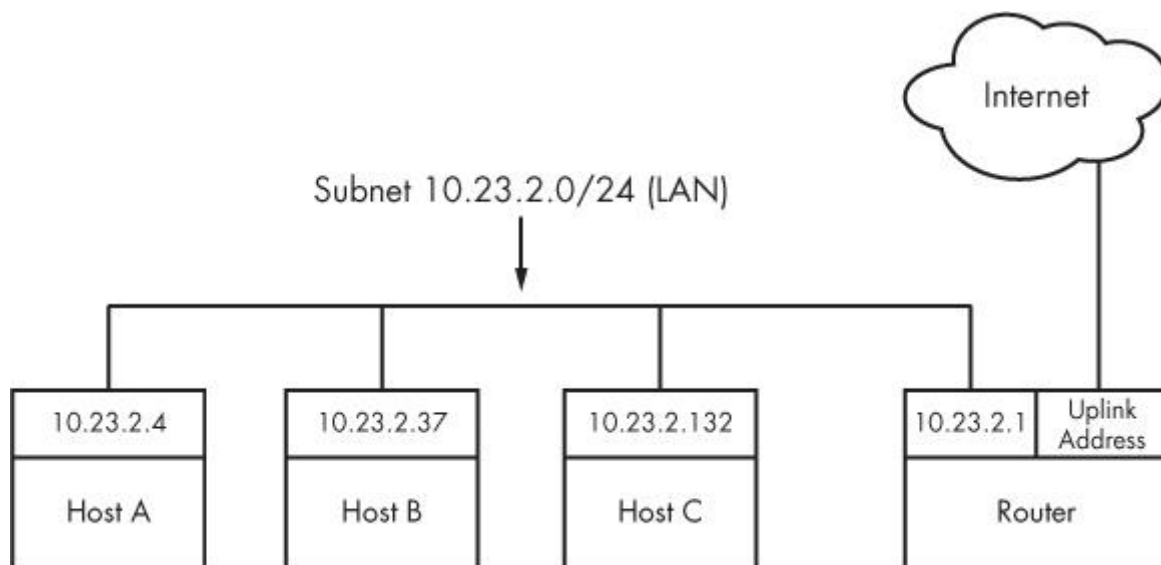 Internet
Subnet 10.23.2.0/24 (LAN)
10.23.2.4
10.23.2.37
10.23.2.132
10.23.2.1
Uplink
Address
Host A
Host B
Host C
Router